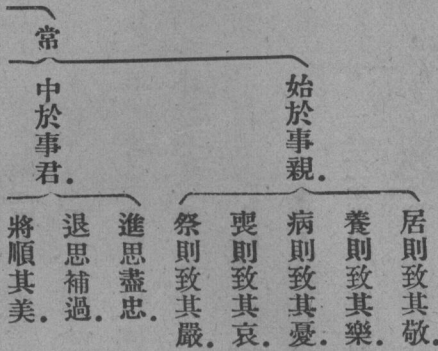 常
始於事親.
居則致其敬.
養則致其樂.
病則致其憂.
喪則致其哀.
祭則致其嚴.
中於事君.
進思盡忠.
退思補過.
將順其美.